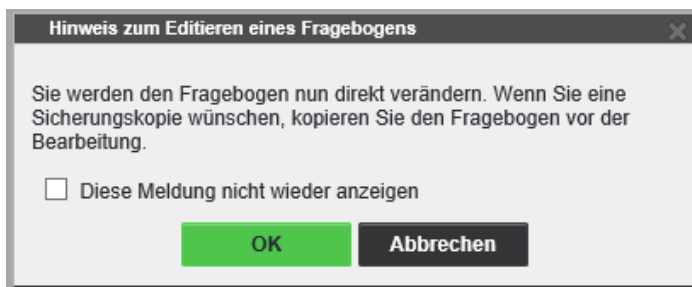 Hinweis zum Editieren eines Fragebogens
Sie werden den Fragebogen nun direkt verändern. Wenn Sie eine
Sicherungskopie wünschen, kopieren Sie den Fragebogen vor der
Bearbeitung.
Diese Meldung nicht wieder anzeigen
OK
Abbrechen